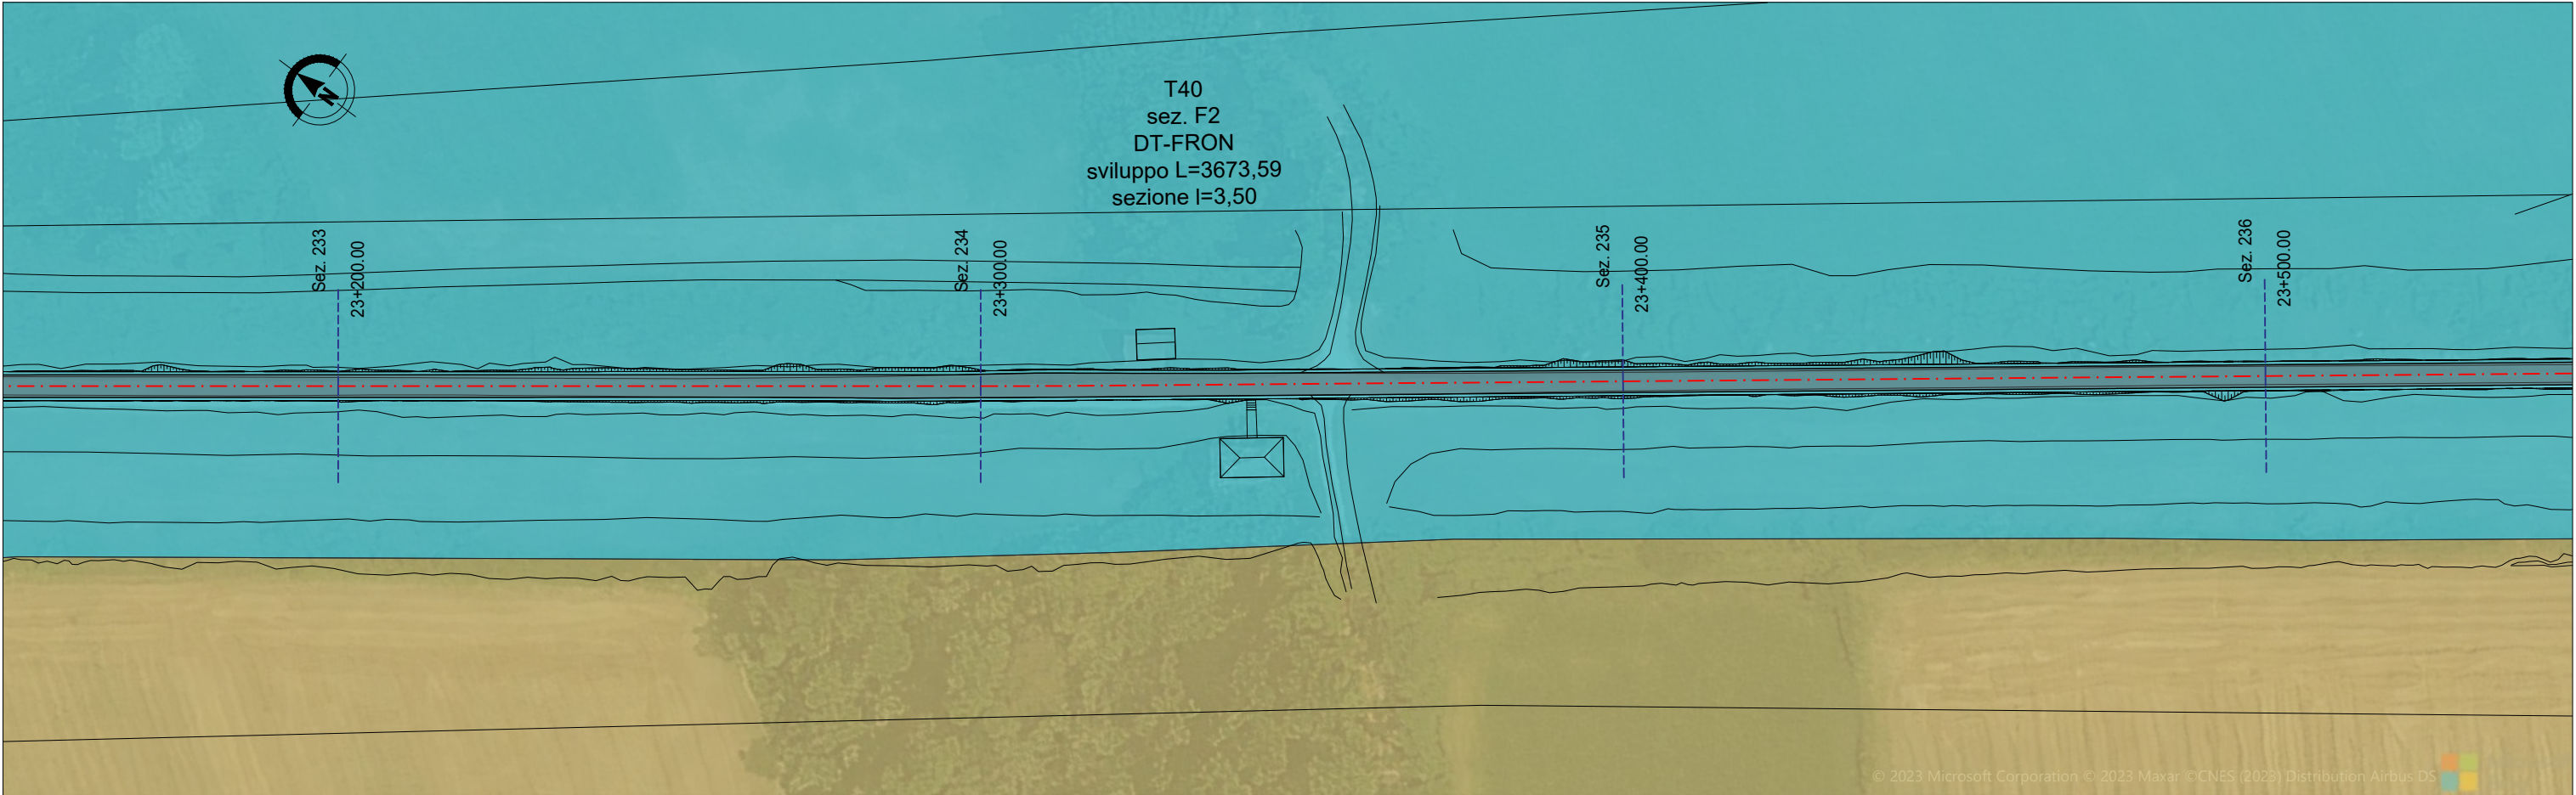 N
T40
sez. F2
DT-FRON
sviluppo L=3673,59
sezione l=3,50
Sez. 233
23+200.00
Sez. 234
23+300.00
Sez. 235
23+400.00
Sez. 236
23+500.00
© 2023 Microsoft Corporation © 2023 Maxar ©CNES (2023) Distribution Airbus DS